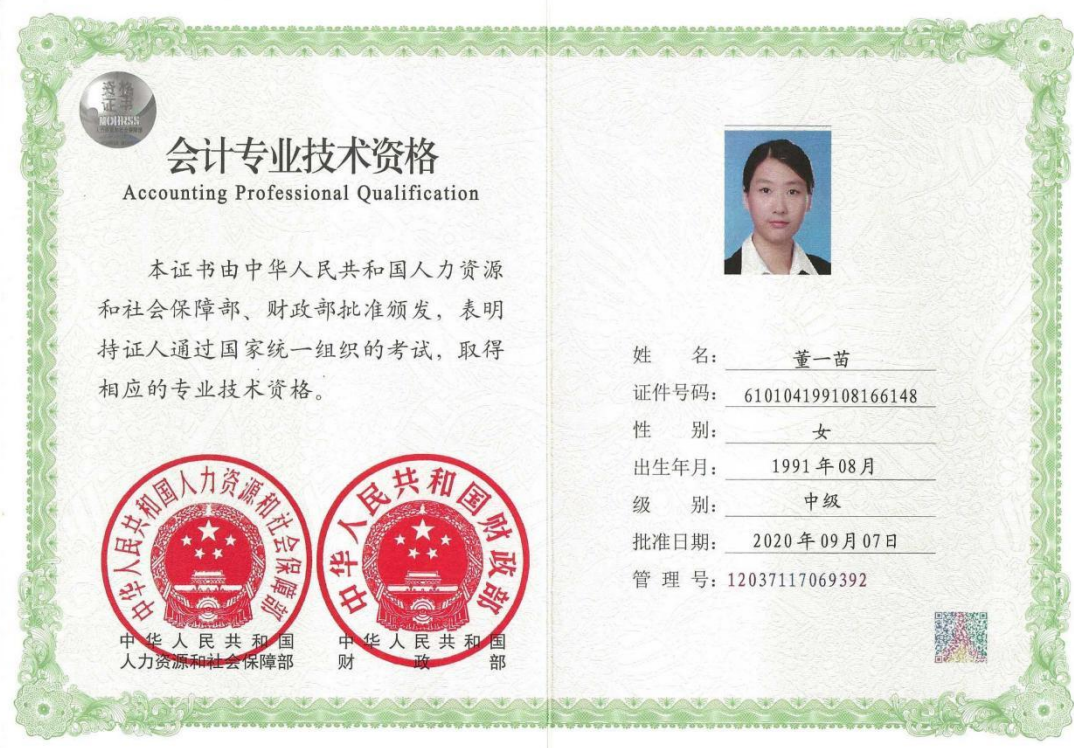 资格
证书
MOHRSS
会计专业技术资格
Accounting Professional Qualification
本证书由中华人民共和国人力资源
和社会保障部、财政部批准颁发，表明
持证人通过国家统一组织的考试，取得
相应的专业技术资格。
中华人民共和国人力资源和社会保障部
中华人民共和国财政部
中华人民共和国
人力资源和社会保障部
中华人民共和国
财政部
姓名：董一苗
证件号码：610104199108166148
性别：女
出生年月：1991年08月
级别：中级
批准日期：2020年09月07日
管理号：12037117069392